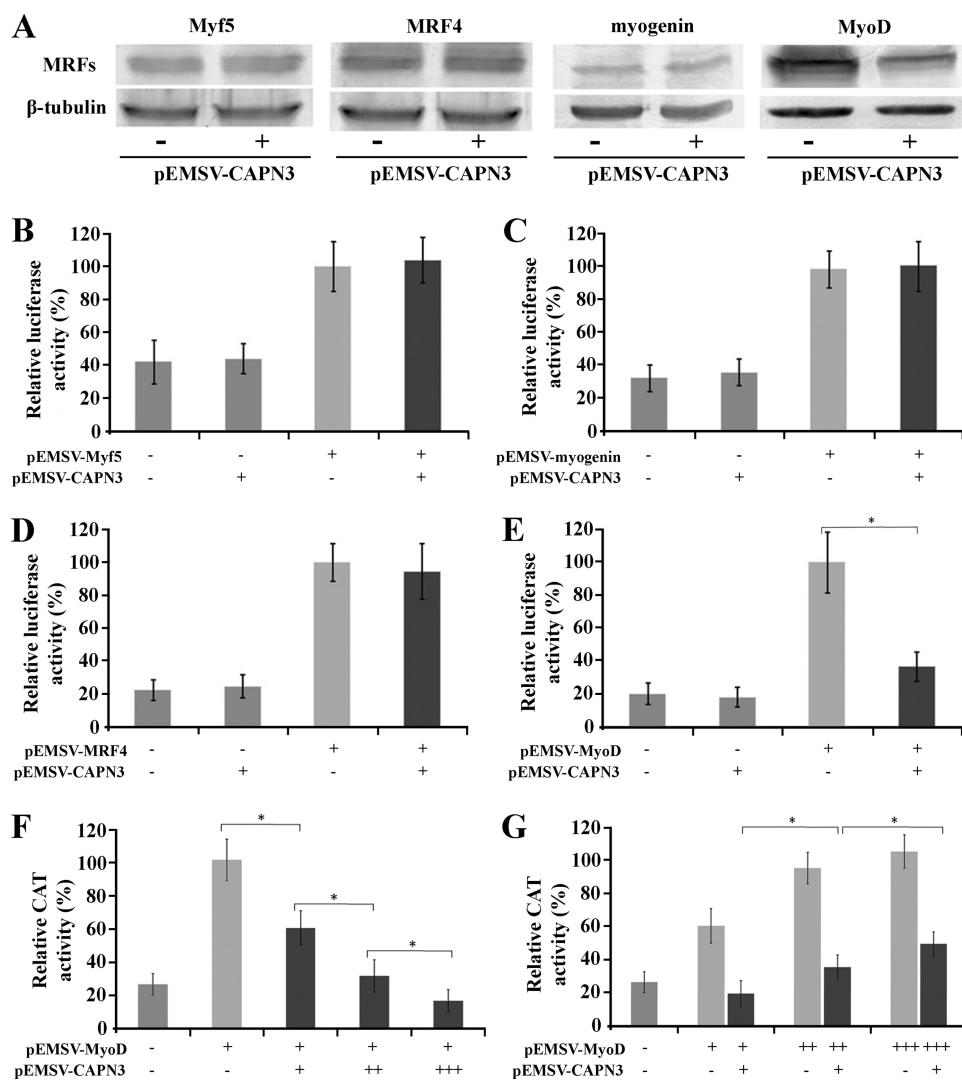 A
Myf5 MRF4 myogenin MyoD
MRFs
β-tubulin
- + - + - + - +
pEMSV-CAPN3 pEMSV-CAPN3 pEMSV-CAPN3 pEMSV-CAPN3
B
Relative luciferase
activity (%)
120
100
80
60
40
20
0
pEMSV-Myf5 - - + +
pEMSV-CAPN3 - + - +
C
Relative luciferase
activity (%)
120
100
80
60
40
20
0
pEMSV-myogenin - - + +
pEMSV-CAPN3 - + - +
D
Relative luciferase
activity (%)
120
100
80
60
40
20
0
pEMSV-MRF4 - - + +
pEMSV-CAPN3 - + - +
E
Relative luciferase
activity (%)
120
100
80
60
40
20
0
*
pEMSV-MyoD - - + +
pEMSV-CAPN3 - + - +
F
Relative CAT
activity (%)
120
100
80
60
40
20
0
* * *
pEMSV-MyoD - + + + +
pEMSV-CAPN3 - - + ++ +++
G
Relative CAT
activity (%)
120
100
80
60
40
20
0
* *
pEMSV-MyoD - + + ++ ++ +++ +++
pEMSV-CAPN3 - - + - + - +